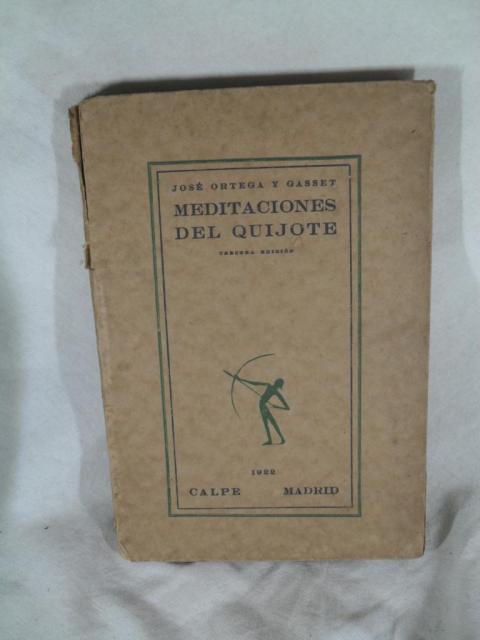 JOSÉ ORTEGA Y GASSET
MEDITACIONES
DEL QUIJOTE
TERCERA EDICIÓN
1922
CALPE MADRID